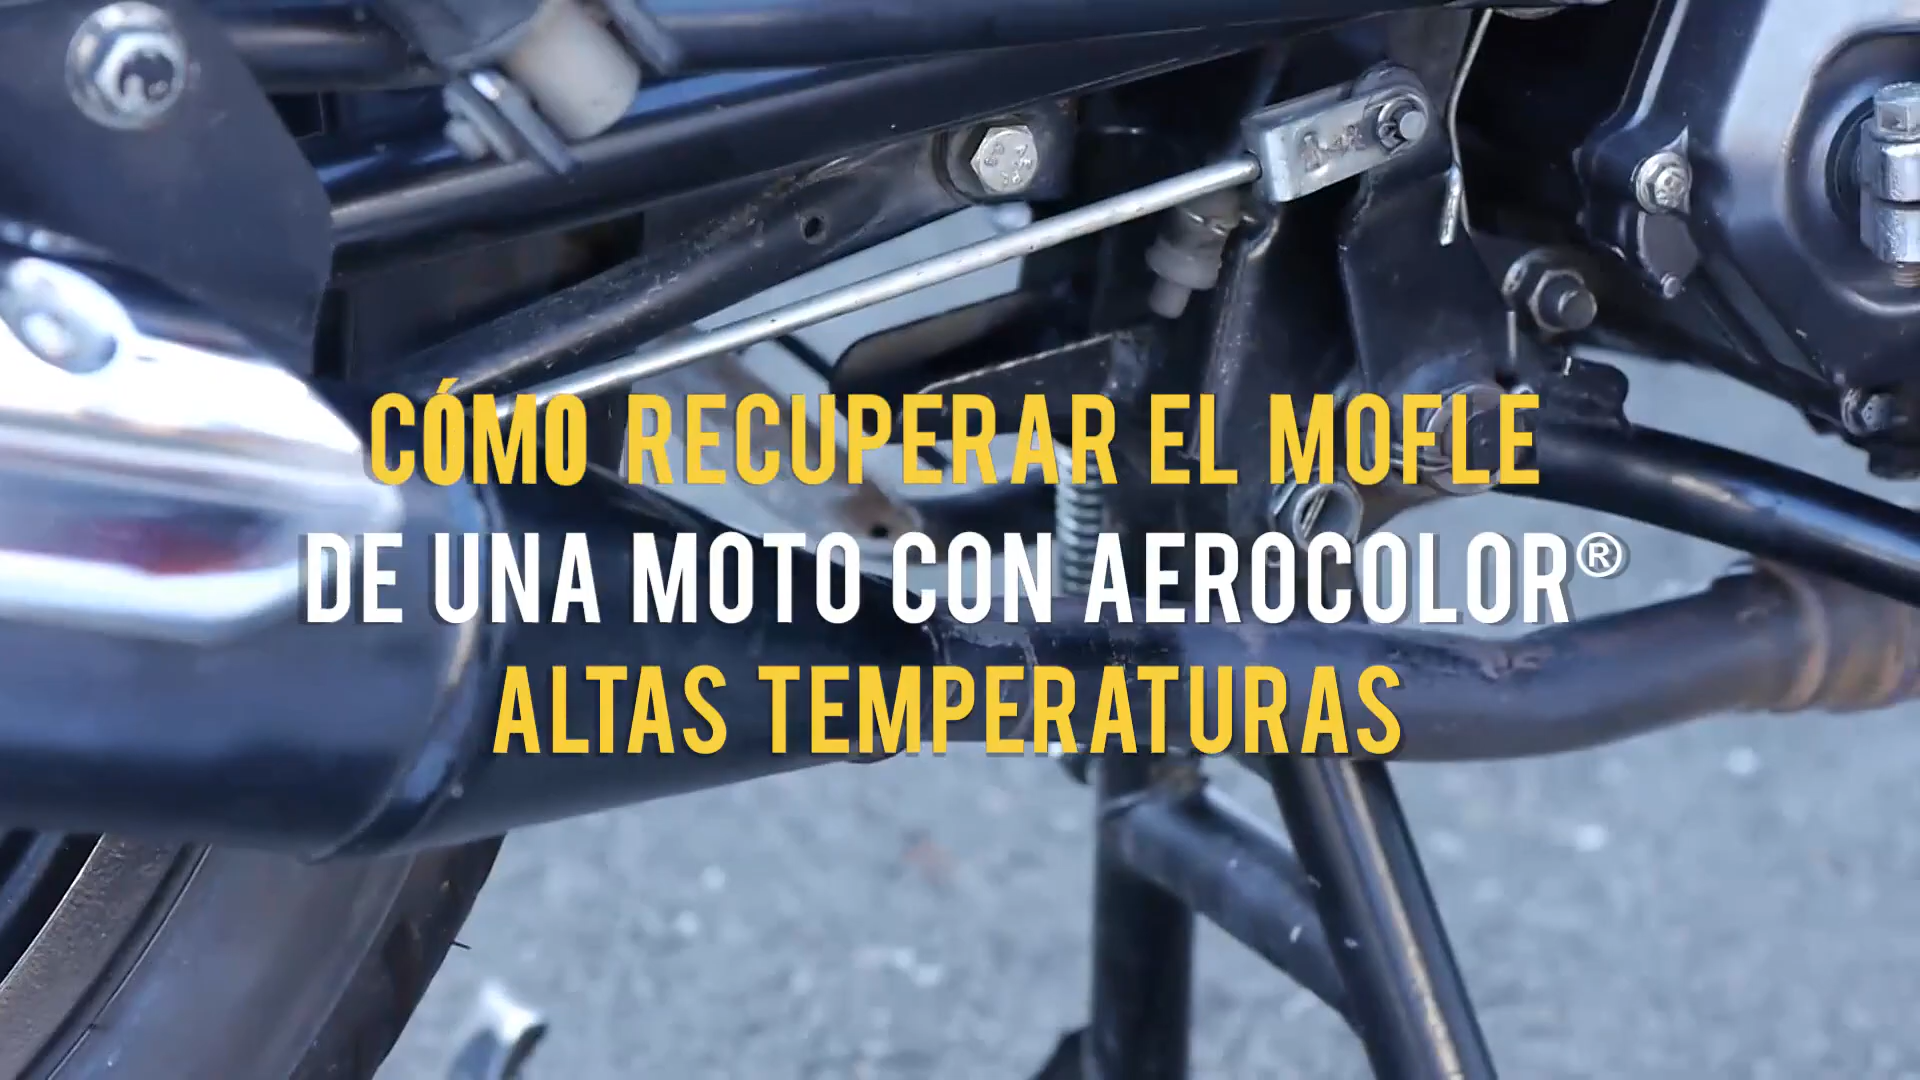 CÓMO RECUPERAR EL MOFLE
DE UNA MOTO CON AEROCOLOR®
ALTAS TEMPERATURAS